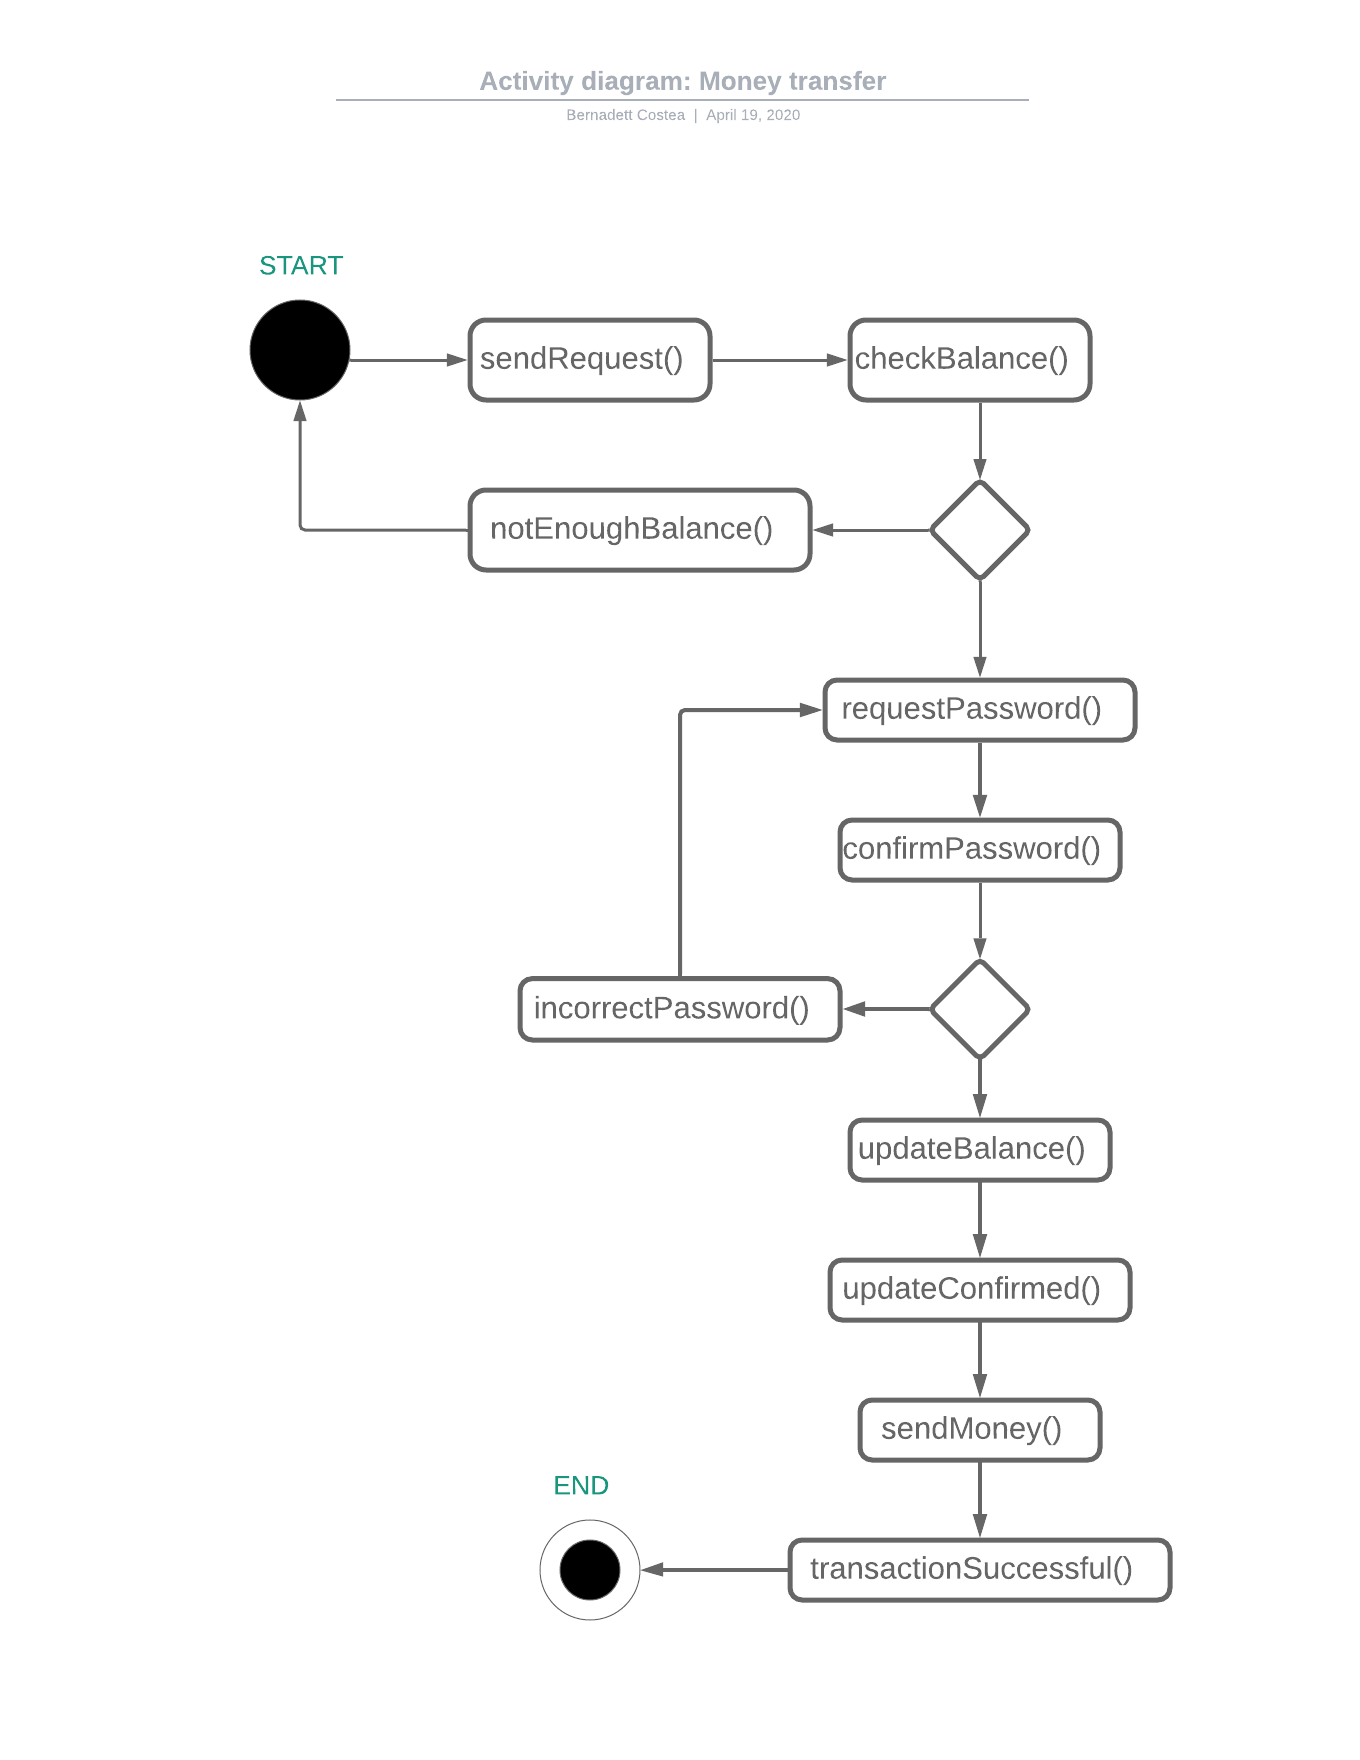 Activity diagram: Money transfer
Bernadett Costea | April 19, 2020
START
sendRequest()
checkBalance()
notEnoughBalance()
requestPassword()
confirmPassword()
incorrectPassword()
updateBalance()
updateConfirmed()
sendMoney()
END
transactionSuccessful()